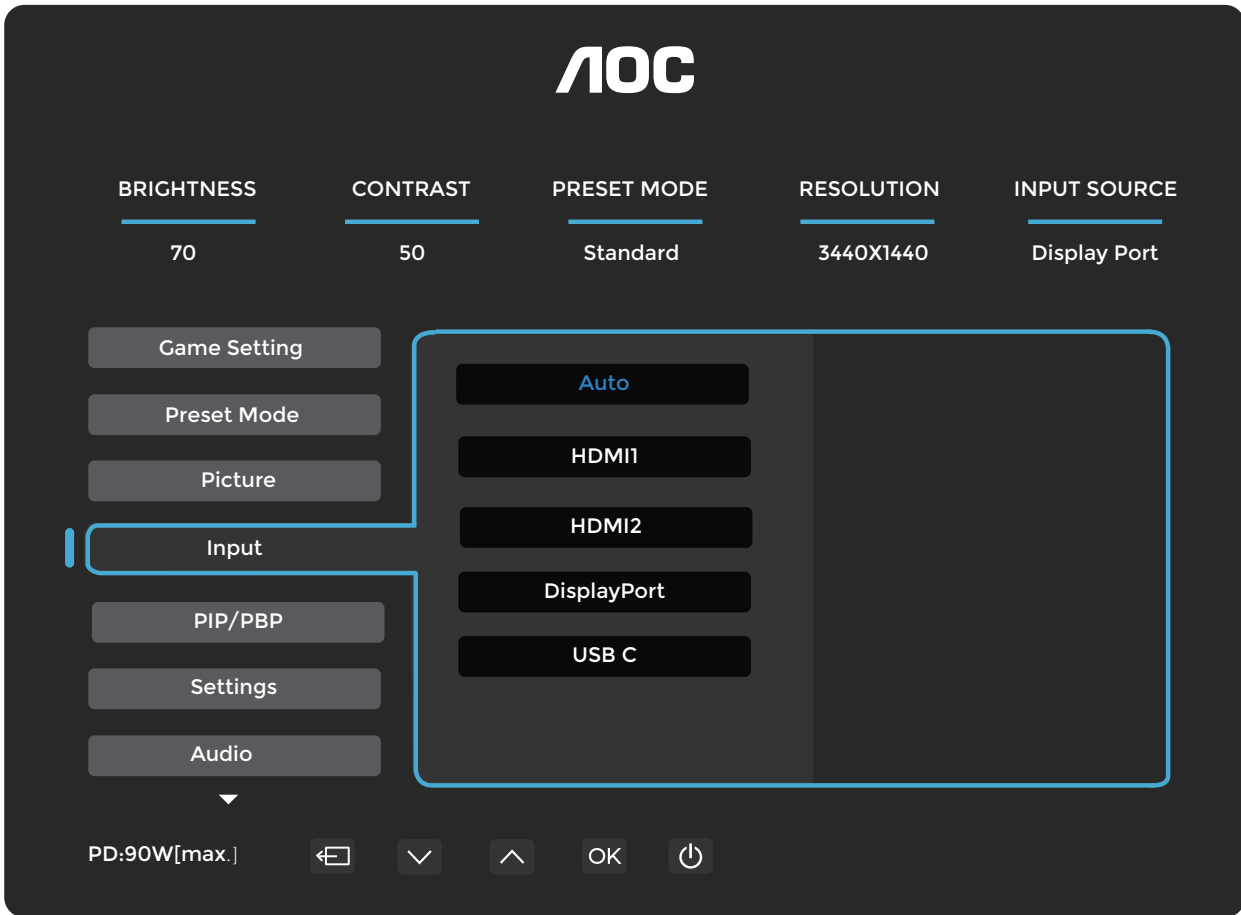 AOC
BRIGHTNESS CONTRAST PRESET MODE RESOLUTION INPUT SOURCE
70 50 Standard 3440X1440 Display Port
Game Setting
Auto
Preset Mode
HDMI1
Picture
HDMI2
Input
DisplayPort
PIP/PBP
USB C
Settings
Audio
PD:90W[max.] OK